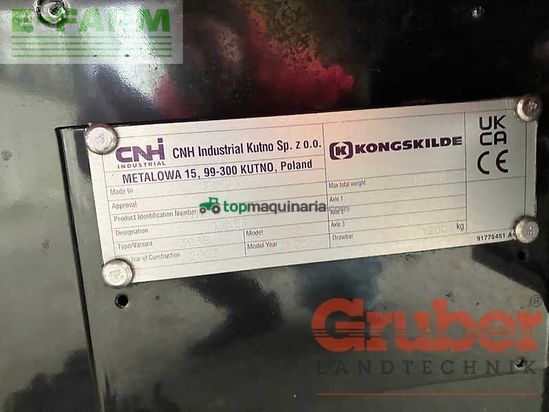 E-FARM
CNH INDUSTRIAL
CNH Industrial Kutno Sp. z o.o.
METALOWA 15, 99-300 KUTNO, Poland
K KONGSKILDE
UK CA
CE
Made in
Approval
Product Identification Number
Designation
Type/Variant
Model
Model Year
Year of Construction
Max total weight
Axle 1
Axle 2
Axle 3
Drawbar
kg
91775451 A
topmaquinaria.com
Gruber®
LANDTECHNIK